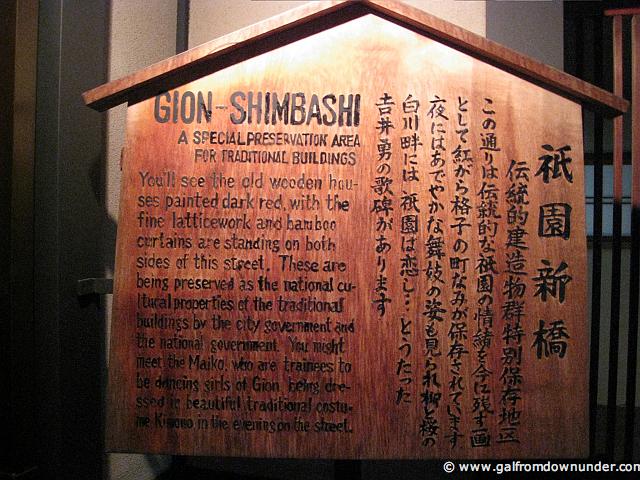 GION-SHIMBASHI
A SPECIAL PRESERVATION AREA
FOR TRADITIONAL BUILDINGS
You'll see the old wooden hou-
ses painted dark red, with the
fine latticework and bamboo
curtains are standing on both
sides of this street. These are
being preserved as the national cu-
ltural properties of the traditional
buildings by the city government and
the national government. You might
meet the Maiko, who are trainees to
be dancing girls of Gion, being dre-
ssed in beautiful traditional costu-
me Kimono in the evening on the street.
祇園新橋
伝統的建造物群特別保存地区
この通りは伝統的な祇園の情緒を今に残す一画
として紅がら格子の町なみが保存されています
夜にはあでやかな舞妓の姿も見られ柳と桜の
白川畔には「祇園は恋し…とうたった
吉井勇の歌碑があります
© www.galfromdownunder.com